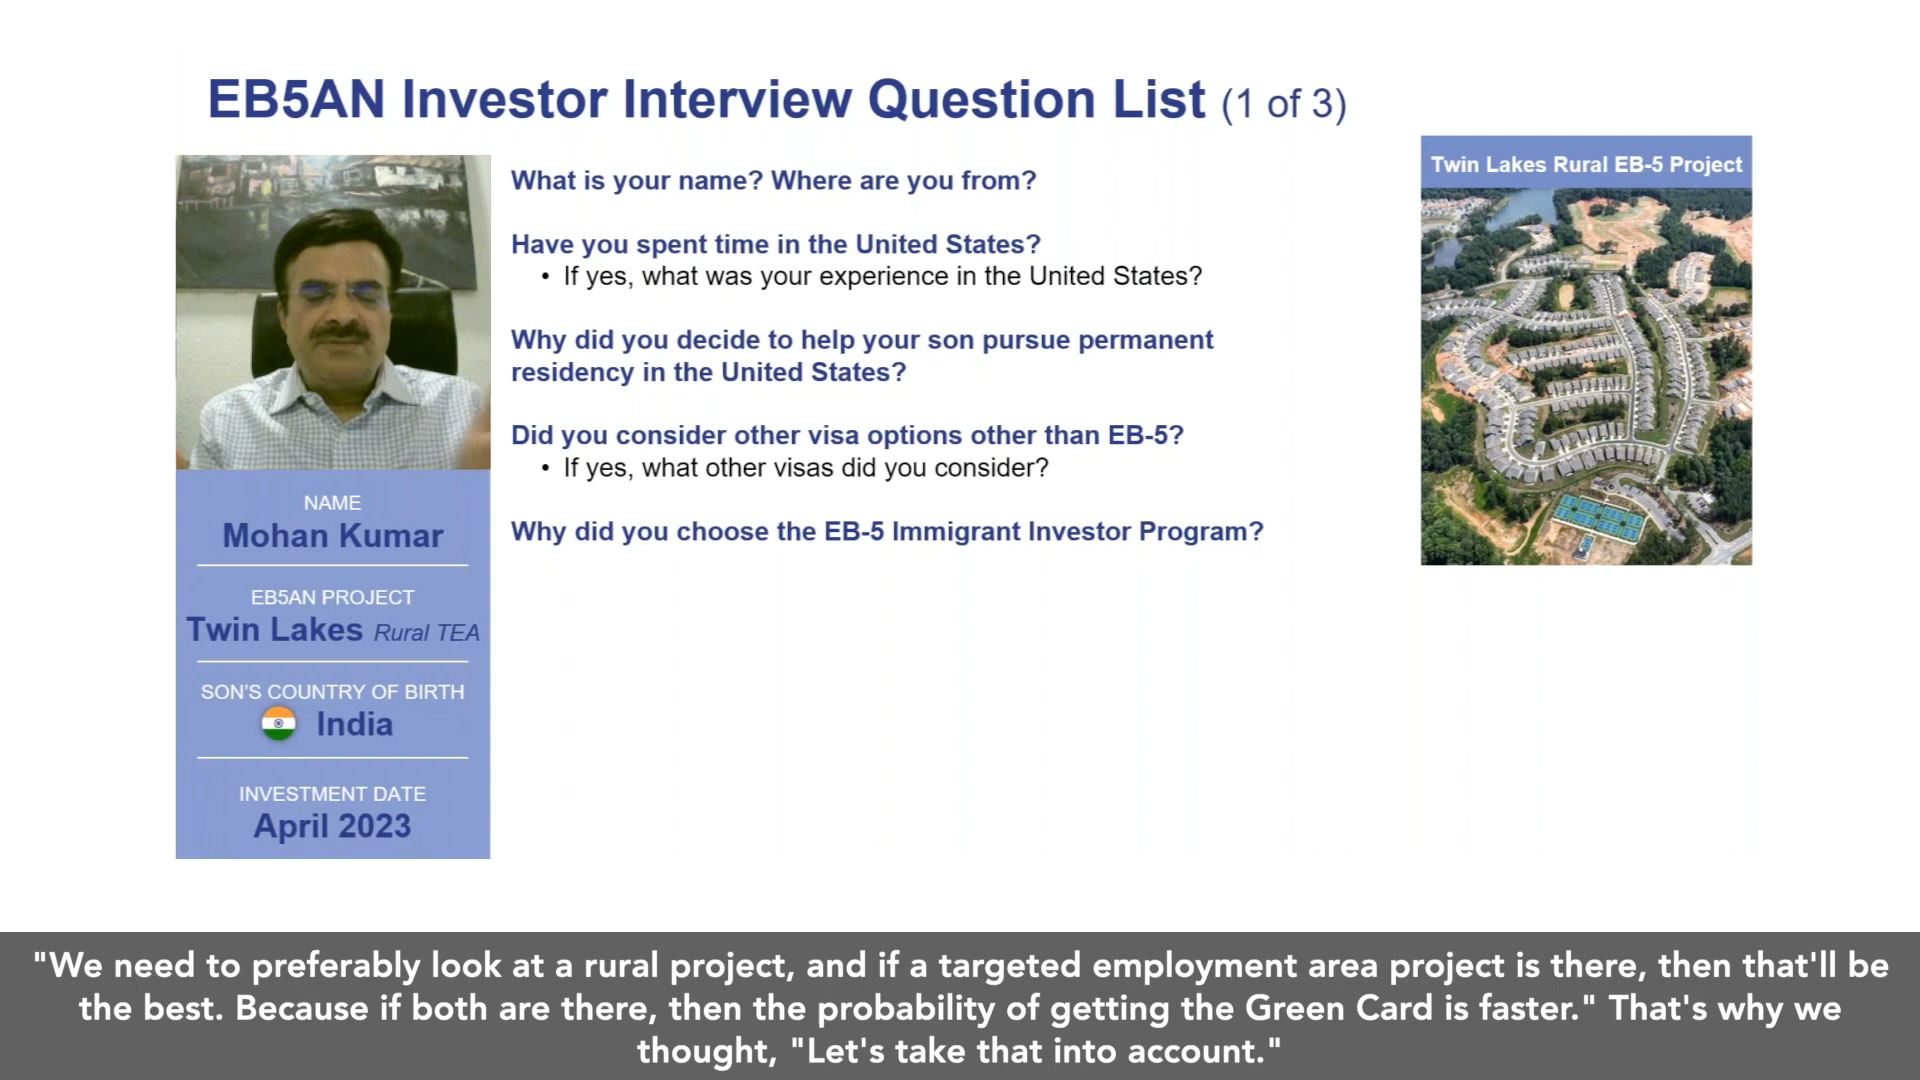 EB5AN Investor Interview Question List (1 of 3)
What is your name? Where are you from?
Have you spent time in the United States?
• If yes, what was your experience in the United States?
Why did you decide to help your son pursue permanent
residency in the United States?
Did you consider other visa options other than EB-5?
• If yes, what other visas did you consider?
Why did you choose the EB-5 Immigrant Investor Program?
Twin Lakes Rural EB-5 Project
NAME
Mohan Kumar
EB5AN PROJECT
Twin Lakes Rural TEA
SON'S COUNTRY OF BIRTH
India
INVESTMENT DATE
April 2023
"We need to preferably look at a rural project, and if a targeted employment area project is there, then that'll be
the best. Because if both are there, then the probability of getting the Green Card is faster." That's why we
thought, "Let's take that into account."